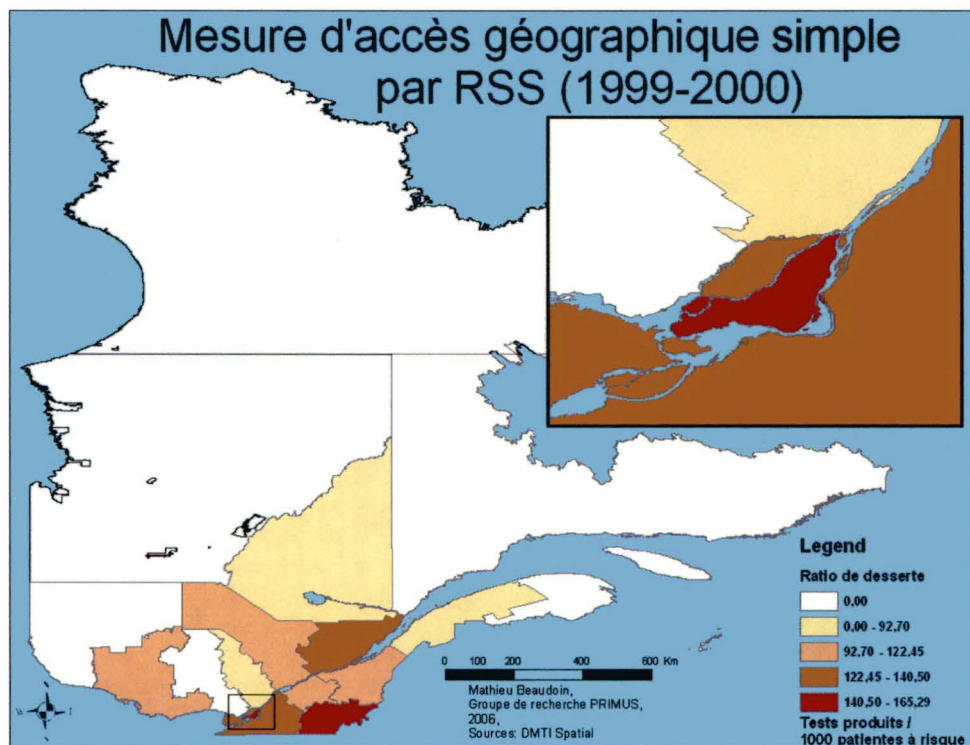 Mesure d'accès géographique simple
par RSS (1999-2000)
Legend
Ratio de desserte
0,00
0,00 - 92,70
92,70 - 122,45
122,45 - 140,50
140,50 - 165,29
Tests produits /
1000 patientes à risque
0 100 200 400 600 Km
Mathieu Beaudoin,
Groupe de recherche PRIMUS,
2006,
Sources: DMTI Spatial